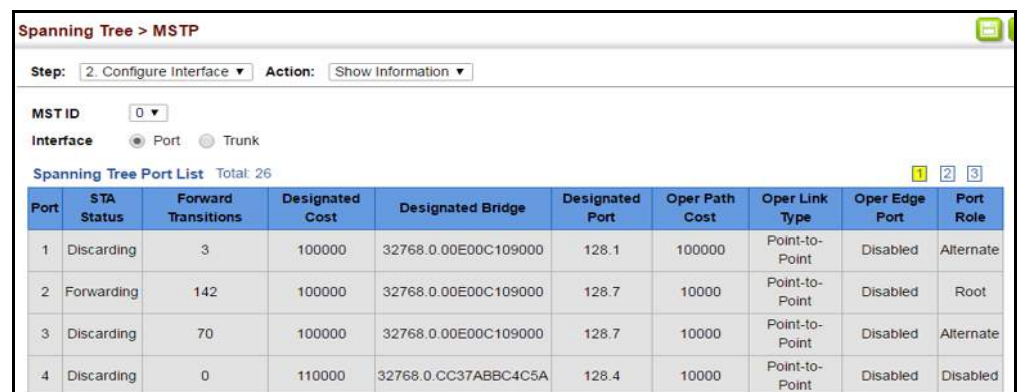 Spanning Tree > MSTP
Step: 2. Configure Interface ▼ Action: Show Information ▼
MST ID 0 ▼
Interface Port Trunk
Spanning Tree Port List Total: 26 1 2 3
Port STA Status Forward Transitions Designated Cost Designated Bridge Designated Port Oper Path Cost Oper Link Type Oper Edge Port Port Role
1 Discarding 3 100000 32768.0.00E00C109000 128.1 100000 Point-to-Point Disabled Alternate
2 Forwarding 142 100000 32768.0.00E00C109000 128.7 10000 Point-to-Point Disabled Root
3 Discarding 70 100000 32768.0.00E00C109000 128.7 10000 Point-to-Point Disabled Alternate
4 Discarding 0 110000 32768.0.CC37ABBC4C5A 128.4 10000 Point-to-Point Disabled Disabled